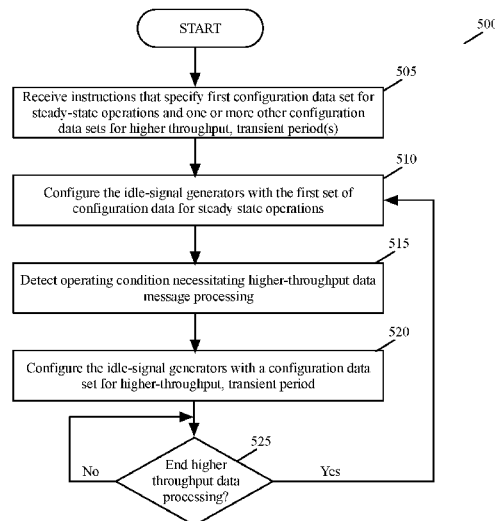 START
500
505
Receive instructions that specify first configuration data set for
steady-state operations and one or more other configuration
data sets for higher throughput, transient period(s)
510
Configure the idle-signal generators with the first set of
configuration data for steady state operations
515
Detect operating condition necessitating higher-throughput data
message processing
520
Configure the idle-signal generators with a configuration data
set for higher-throughput, transient period
525
End higher
throughput data
processing?
No
Yes